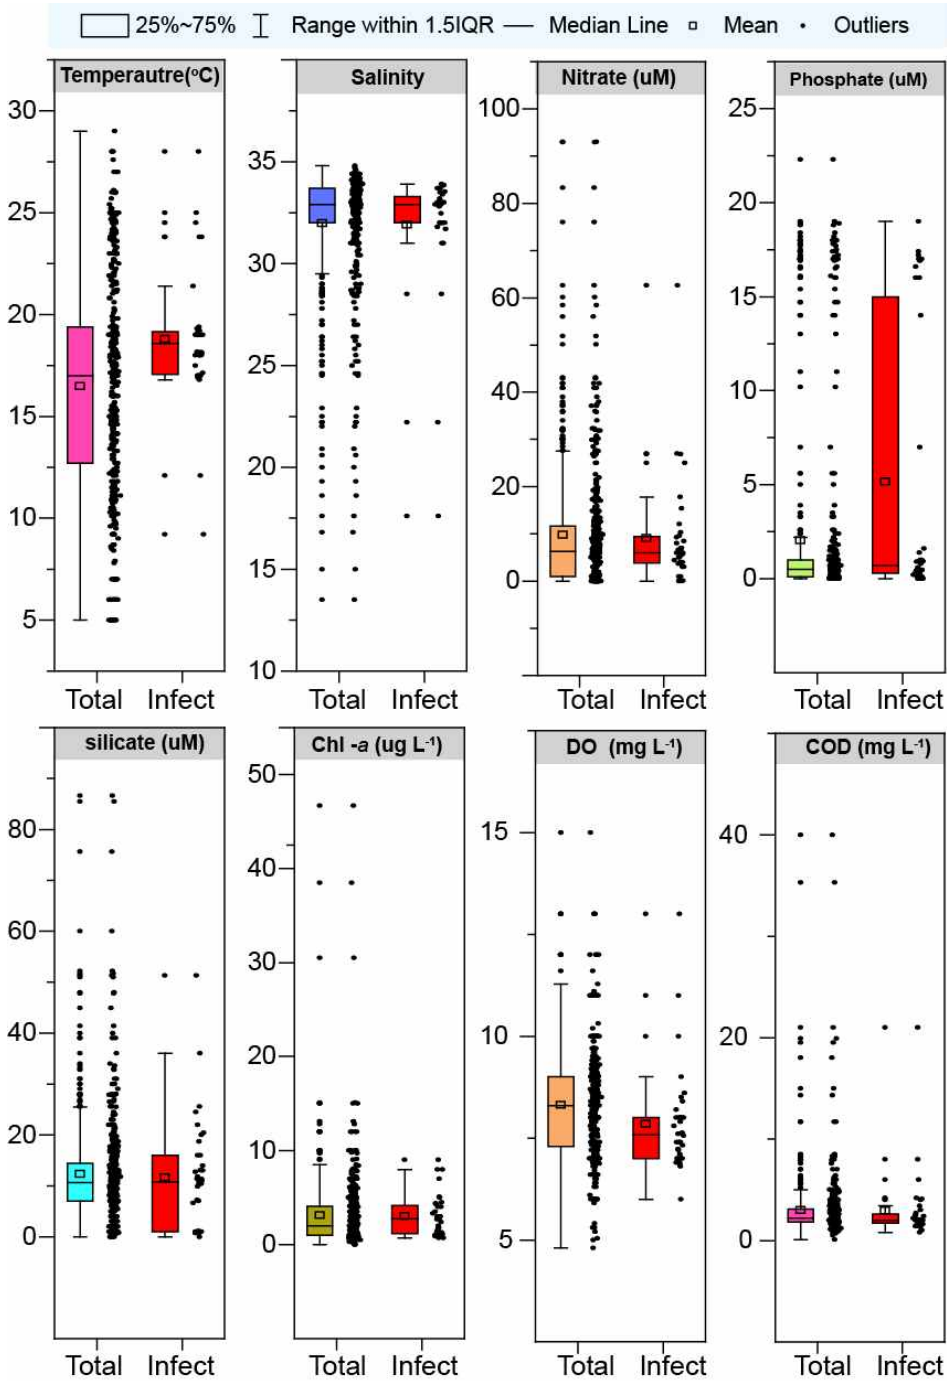 25%~75% Range within 1.5IQR Median Line Mean Outliers
Temperautre(°C) Salinity Nitrate (uM) Phosphate (uM)
30 25 20 15 10 5
35 30 25 20 15 10
100 80 60 40 20 0
25 20 15 10 5 0
Total Infect Total Infect Total Infect Total Infect
silicate (uM) Chl -a (ug L-1) DO (mg L-1) COD (mg L-1)
80 60 40 20 0
50 40 30 20 10 0
15 10 5
40 20 0
Total Infect Total Infect Total Infect Total Infect